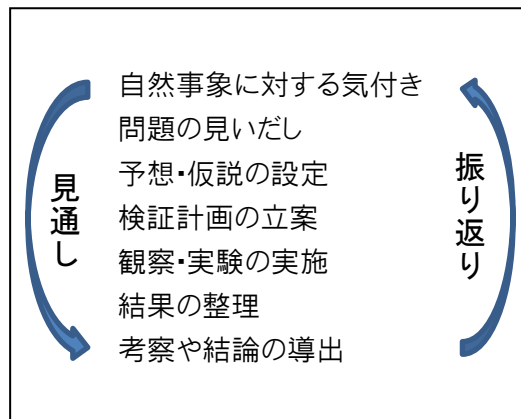 自然事象に対する気付き
問題の見いだし
予想・仮説の設定
検証計画の立案
観察・実験の実施
結果の整理
考察や結論の導出
見通し
振り返り